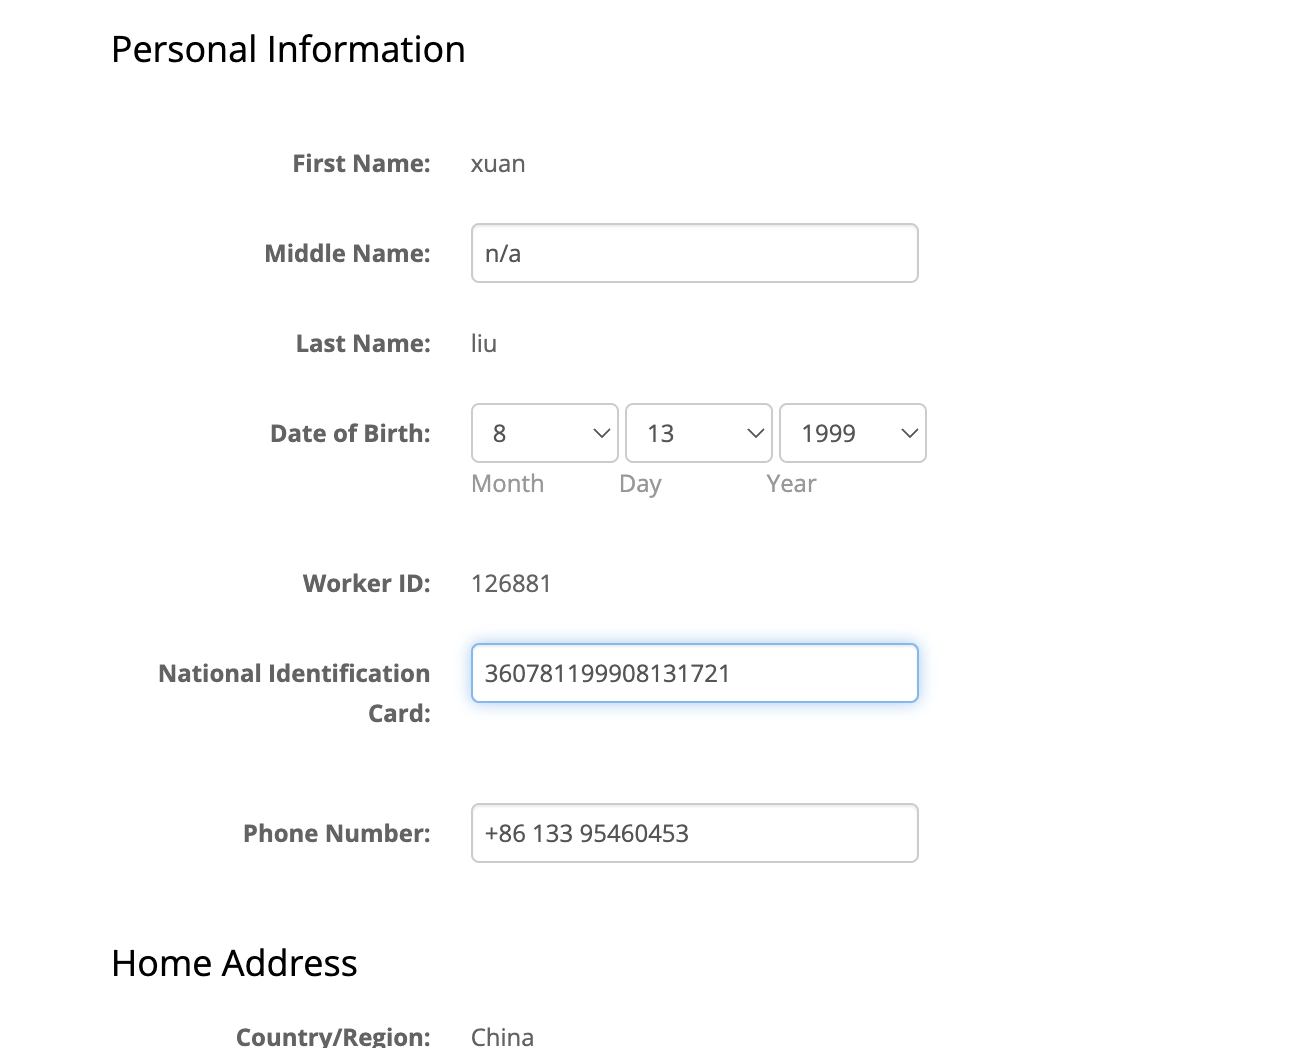 Personal Information
First Name: xuan
Middle Name: n/a
Last Name: liu
Date of Birth: 8 13 1999
Month Day Year
Worker ID: 126881
National Identification 360781199908131721
Card:
Phone Number: +86 133 95460453
Home Address
Country/Region: China